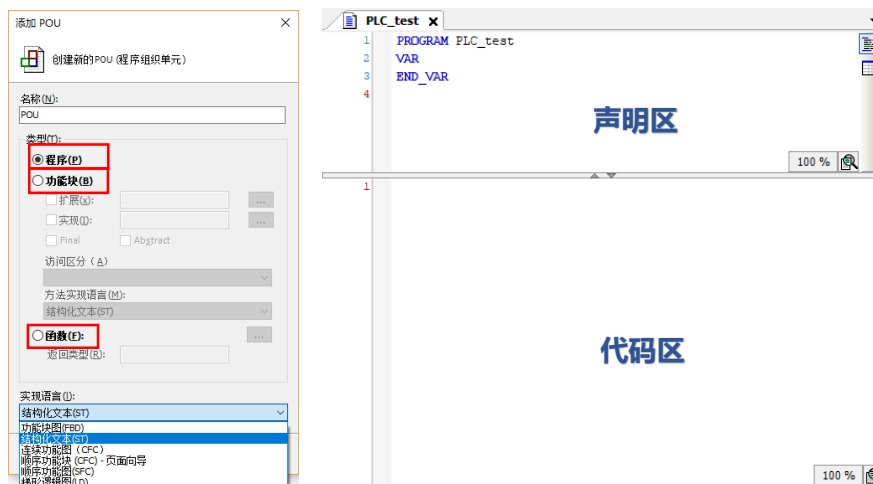 添加 POU
创建新的POU (程序组织单元)
名称(N):
POU
类型(T):
程序(P)
功能块(B)
扩展(X):
...
实现(I):
...
Final
Abstract
访问区分（A）
方法实现语言(M):
结构化文本(ST)
函数(F):
...
返回类型(R):
实现语言(I):
结构化文本(ST)
功能块图(FBD)
结构化文本(ST)
连续功能图（CFC）
顺序功能块 (CFC) - 页面向导
顺序功能图(SFC)
梯形逻辑图(LD)
PLC_test
1 PROGRAM PLC_test
2 VAR
3 END_VAR
4
声明区
100 %
1
代码区
100 %